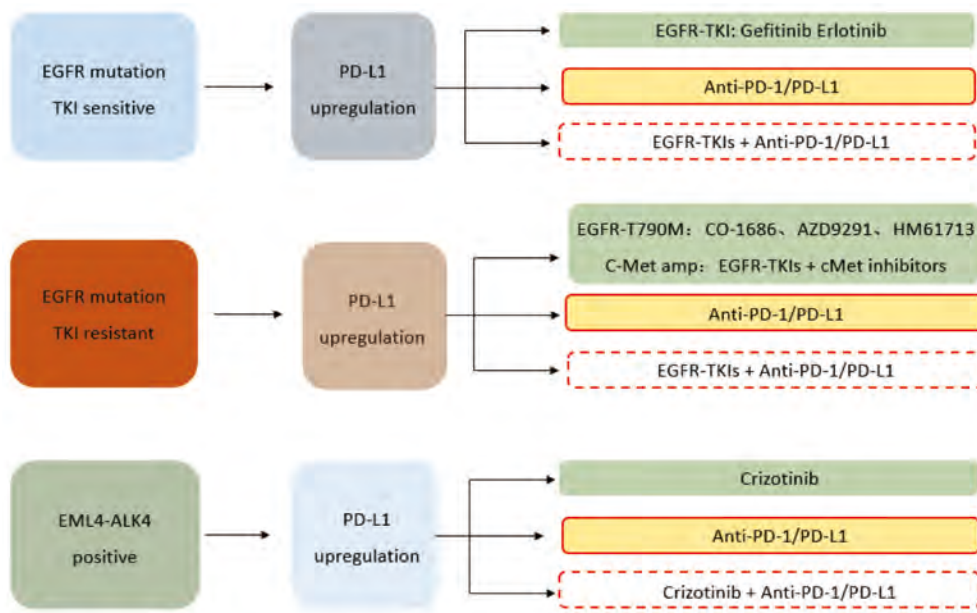 EGFR mutation
TKI sensitive
PD-L1
upregulation
EGFR-TKI: Gefitinib Erlotinib
Anti-PD-1/PD-L1
EGFR-TKIs + Anti-PD-1/PD-L1
EGFR mutation
TKI resistant
PD-L1
upregulation
EGFR-T790M： CO-1686、AZD9291、HM61713
C-Met amp： EGFR-TKIs + cMet inhibitors
Anti-PD-1/PD-L1
EGFR-TKIs + Anti-PD-1/PD-L1
EML4-ALK4
positive
PD-L1
upregulation
Crizotinib
Anti-PD-1/PD-L1
Crizotinib + Anti-PD-1/PD-L1